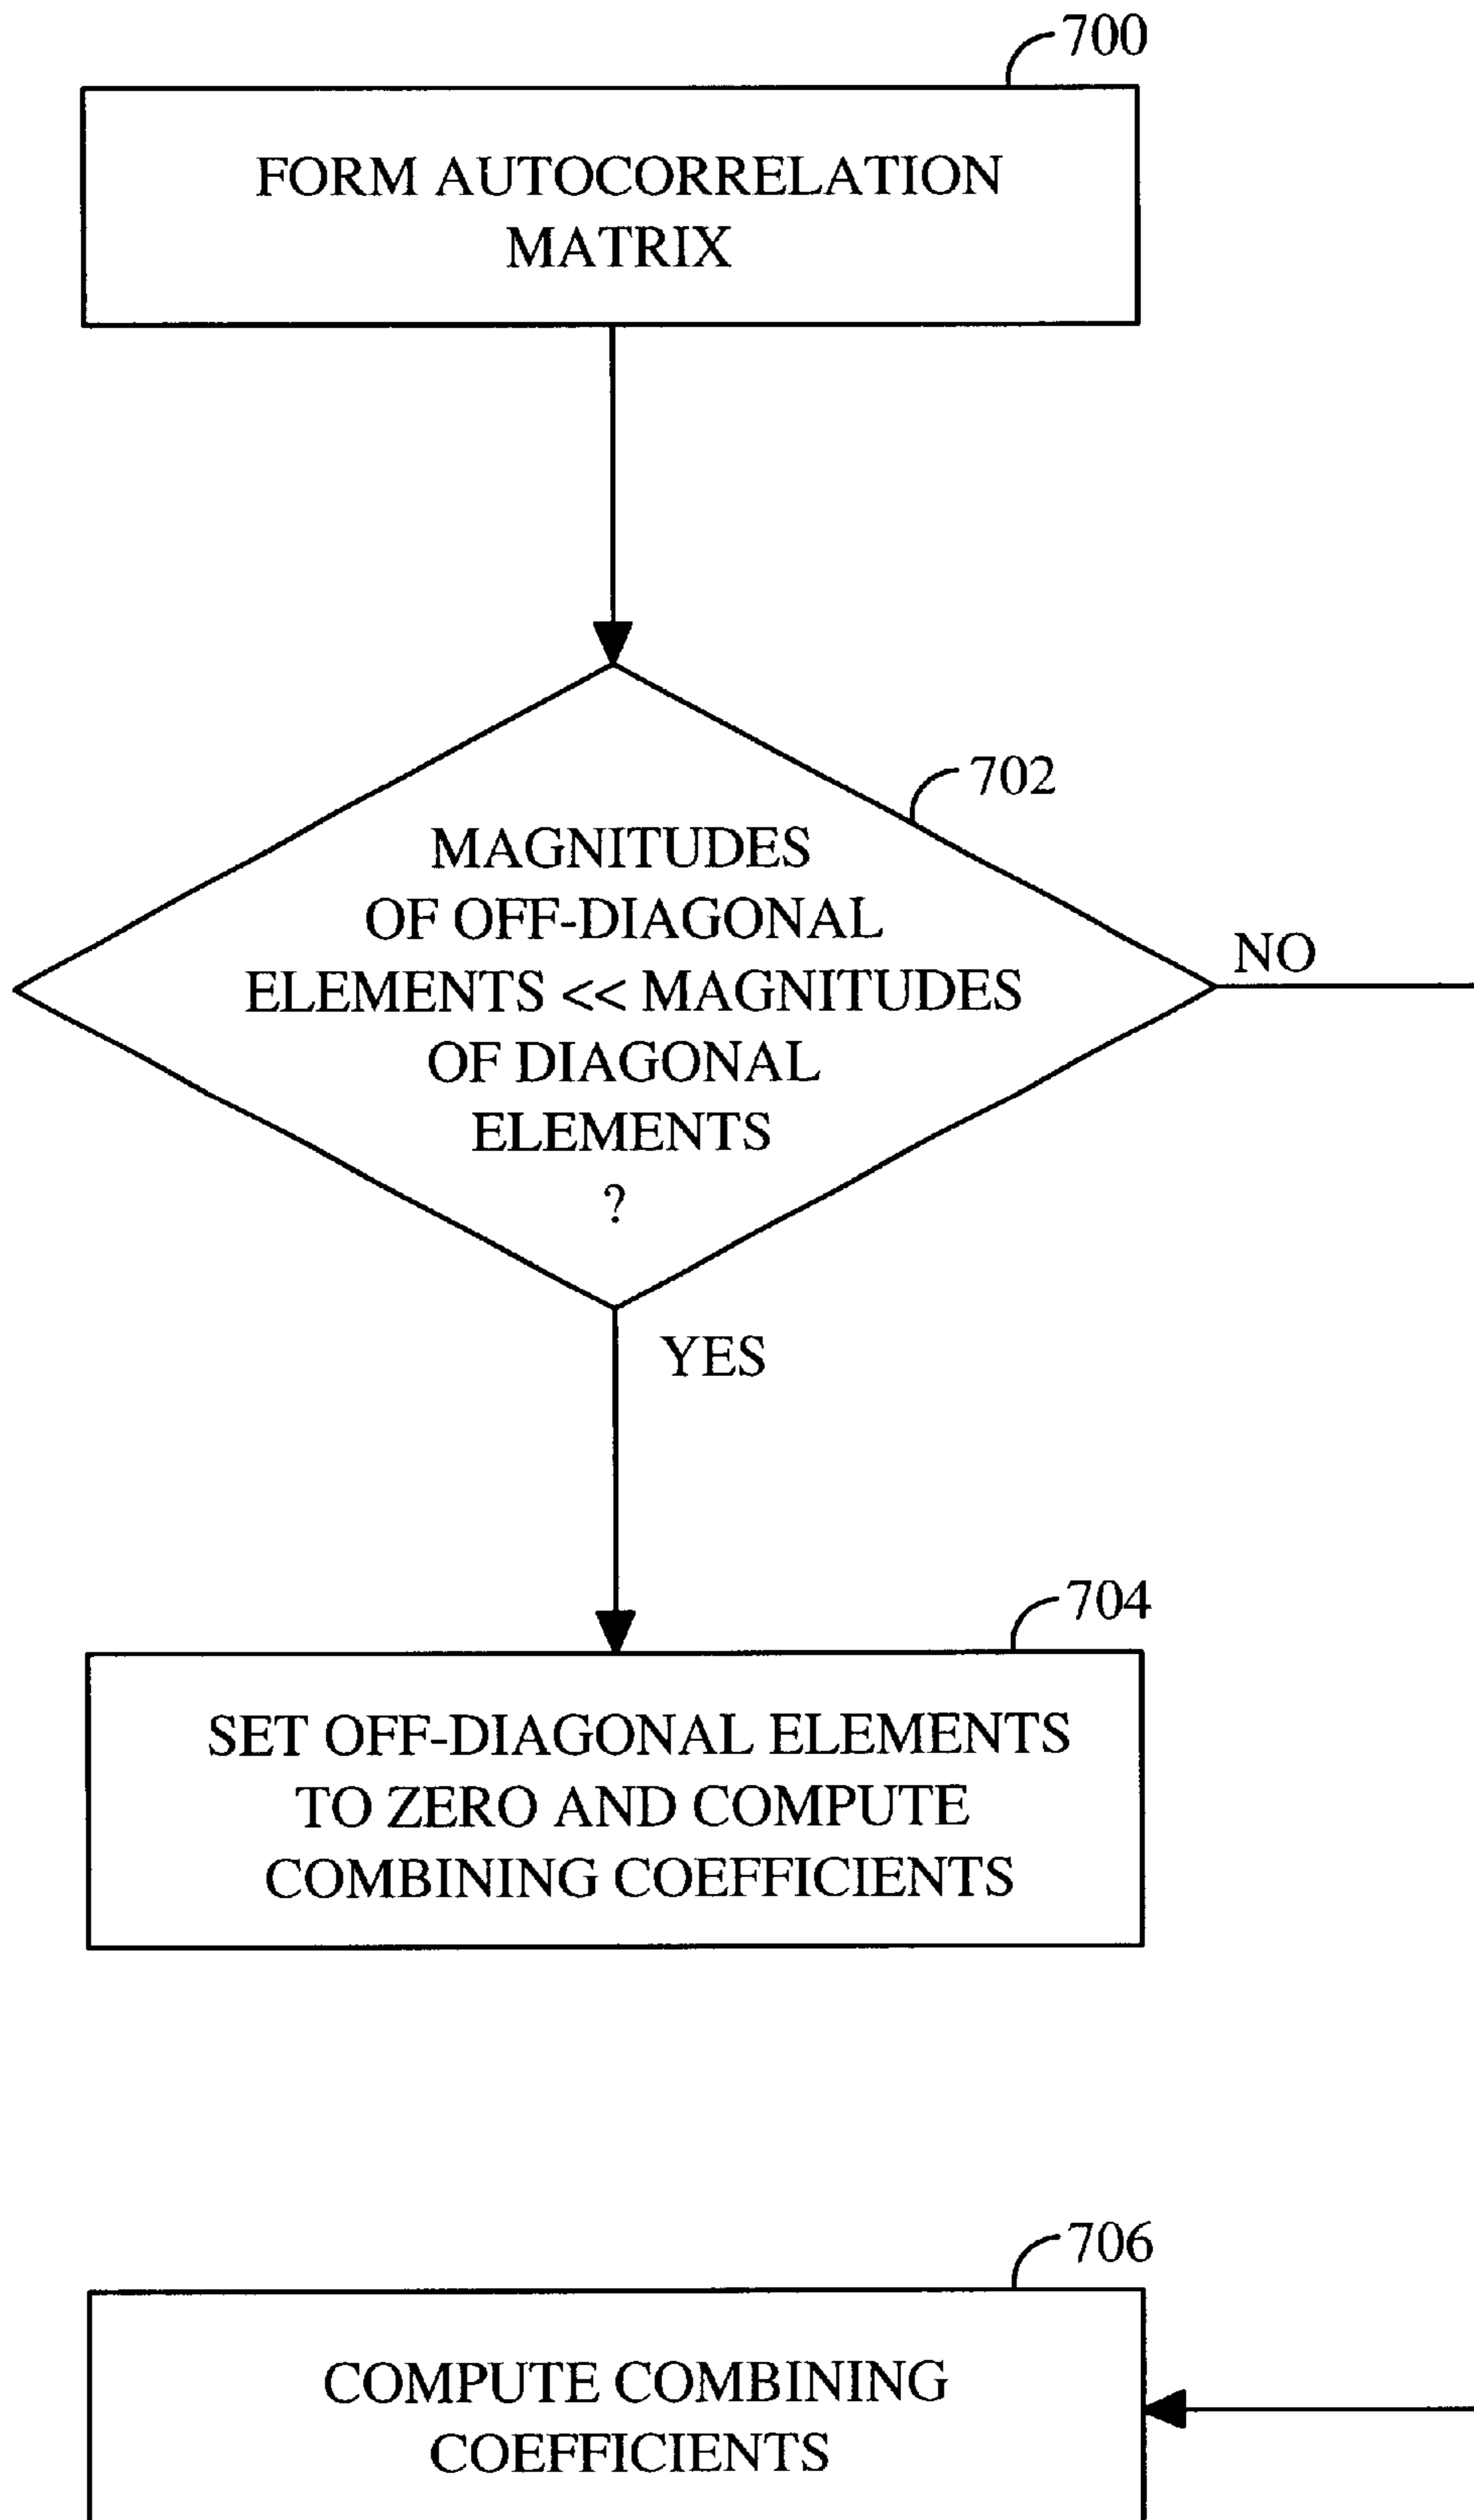 700
FORM AUTOCORRELATION
MATRIX
702
MAGNITUDES
OF OFF-DIAGONAL
ELEMENTS << MAGNITUDES
OF DIAGONAL
ELEMENTS
?
NO
YES
704
SET OFF-DIAGONAL ELEMENTS
TO ZERO AND COMPUTE
COMBINING COEFFICIENTS
706
COMPUTE COMBINING
COEFFICIENTS